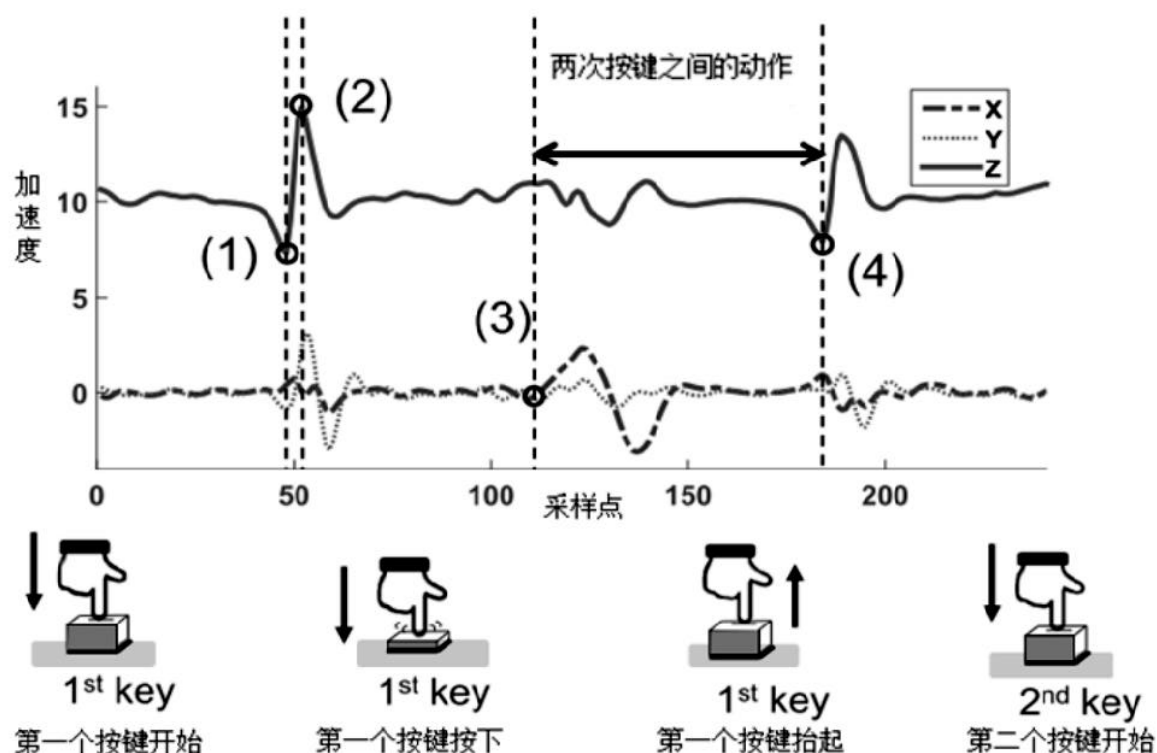 两次按键之间的动作
(2)
X
Y
Z
15
10
5
0
加速度
(1)
(3)
(4)
0
50
100
150
200
采样点
1st key
1st key
1st key
2nd key
第一个按键开始
第一个按键按下
第一个按键抬起
第二个按键开始